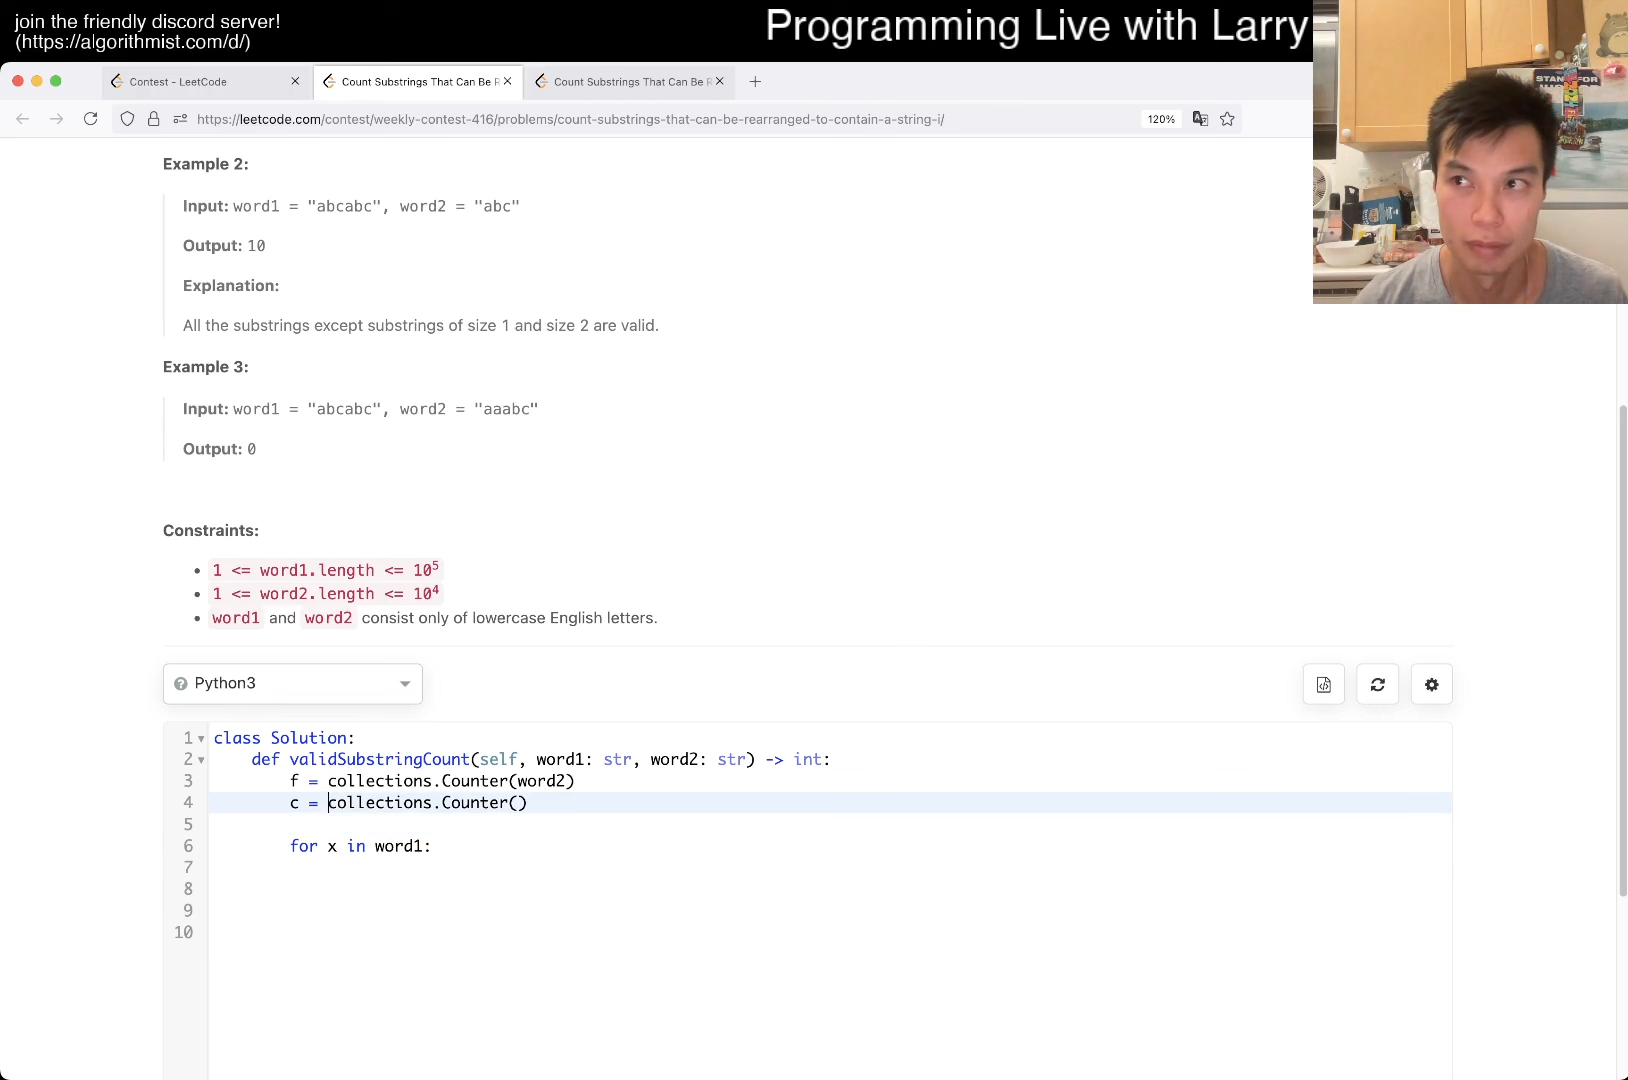 join the friendly discord server!
(https://algorithmist.com/d/)
Programming Live with Larry
Contest - LeetCode
Count Substrings That Can Be R
Count Substrings That Can Be R
https://leetcode.com/contest/weekly-contest-416/problems/count-substrings-that-can-be-rearranged-to-contain-a-string-i/
120%
Example 2:
Input: word1 = "abcabc", word2 = "abc"
Output: 10
Explanation:
All the substrings except substrings of size 1 and size 2 are valid.
Example 3:
Input: word1 = "abcabc", word2 = "aaabc"
Output: 0
Constraints:
1 <= word1.length <= 10⁵
1 <= word2.length <= 10⁴
word1 and word2 consist only of lowercase English letters.
Python3
1 class Solution:
2 def validSubstringCount(self, word1: str, word2: str) -> int:
3 f = collections.Counter(word2)
4 c = collections.Counter()
5
6 for x in word1:
7
8
9
10